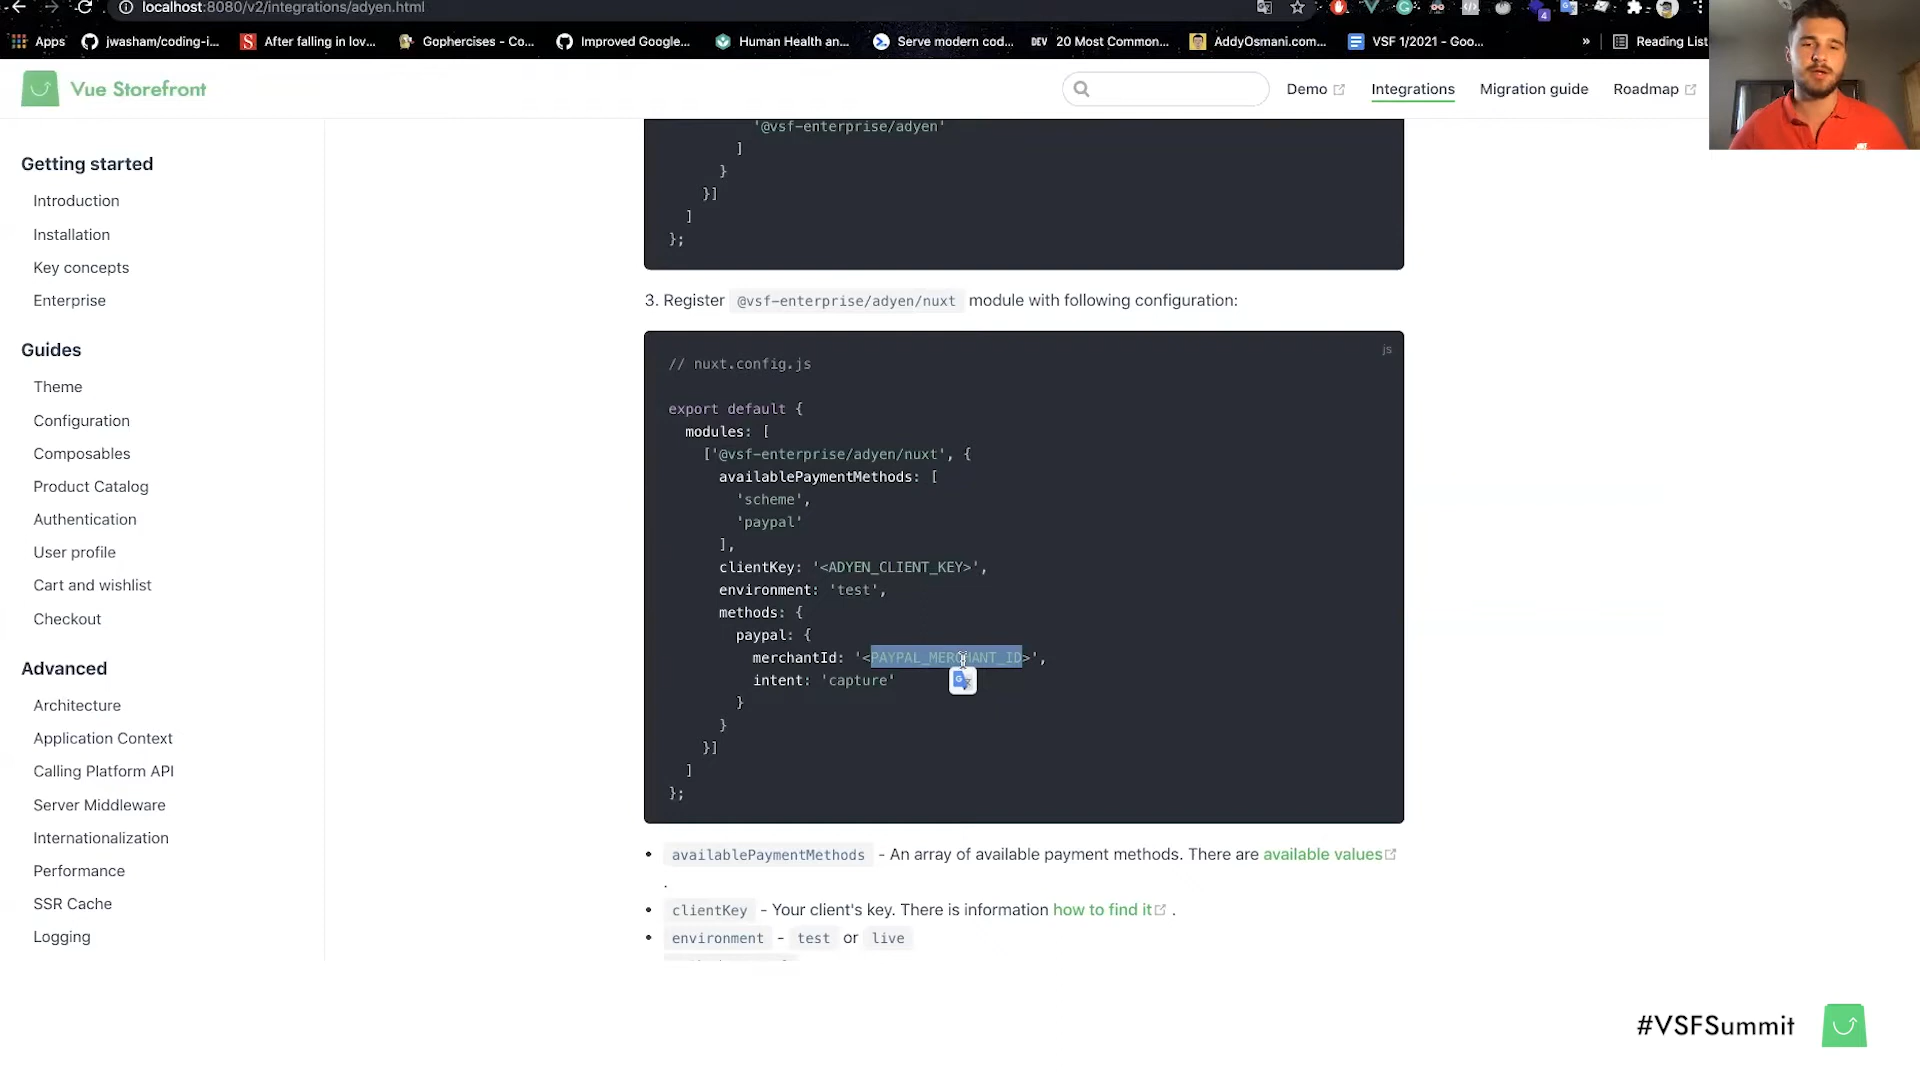 localhost:8080/v2/integrations/adyen.html
4
Apps
jwasham/coding-i...
After falling in lov...
Gophercises - Co...
Improved Google...
Human Health an...
Serve modern cod...
DEV 20 Most Common...
AddyOsmani.com...
VSF 1/2021 - Goo...
»
Reading List
Vue Storefront
Demo
Integrations
Migration guide
Roadmap
Getting started
Introduction
Installation
Key concepts
Enterprise
Guides
Theme
Configuration
Composables
Product Catalog
Authentication
User profile
Cart and wishlist
Checkout
Advanced
Architecture
Application Context
Calling Platform API
Server Middleware
Internationalization
Performance
SSR Cache
Logging
'@vsf-enterprise/adyen'
]
}
}]
]
};
3. Register @vsf-enterprise/adyen/nuxt module with following configuration:
js
// nuxt.config.js
export default {
modules: [
['@vsf-enterprise/adyen/nuxt', {
availablePaymentMethods: [
'scheme',
'paypal'
],
clientKey: '<ADYEN_CLIENT_KEY>',
environment: 'test',
methods: {
paypal: {
merchantId: '<PAYPAL_MERCHANT_ID>',
intent: 'capture'
}
}
}]
]
};
• availablePaymentMethods - An array of available payment methods. There are available values
.
• clientKey - Your client's key. There is information how to find it .
• environment - test or live
#VSFSummit